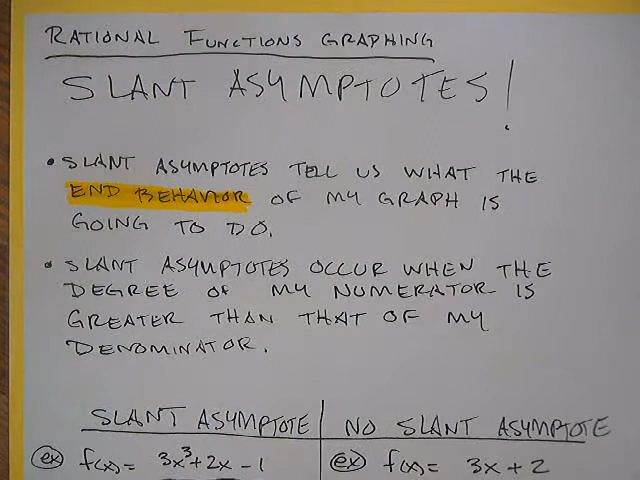 RATIONAL FUNCTIONS GRAPHING
SLANT ASYMPTOTES!
• SLANT ASYMPTOTES TELL US WHAT THE
END BEHAVIOR OF MY GRAPH IS
GOING TO DO.
• SLANT ASYMPTOTES OCCUR WHEN THE
DEGREE OF MY NUMERATOR IS
GREATER THAN THAT OF MY
DENOMINATOR.
SLANT ASYMPTOTE | NO SLANT ASYMPTOTE
ex f(x) = 3x³+2x-1 | ex f(x) = 3x+2